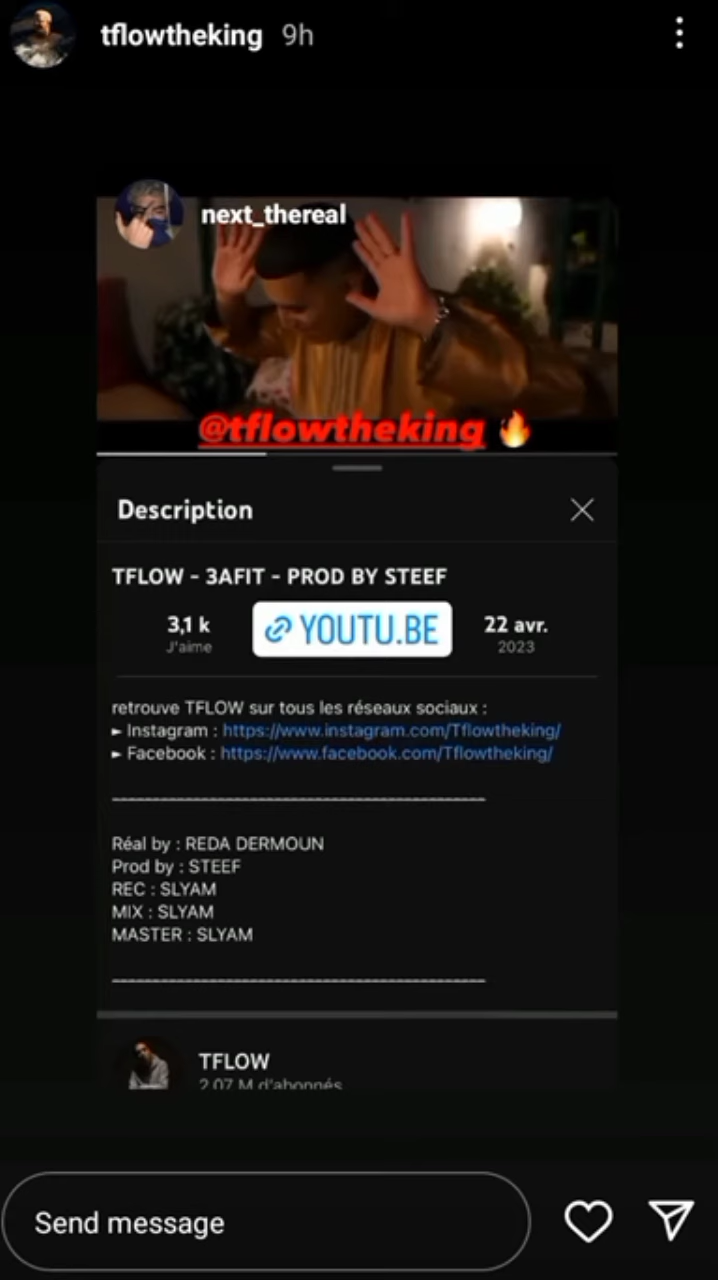 tflowtheking 9h
next_thereal
@tflowtheking 🔥
Description
TFLOW - 3AFIT - PROD BY STEEF
3,1 k YOUTU.BE 22 avr.
J'aime 2023
retrouve TFLOW sur tous les réseaux sociaux :
► Instagram : https://www.instagram.com/Tflowtheking/
► Facebook : https://www.facebook.com/Tflowtheking/
Réal by : REDA DERMOUN
Prod by : STEEF
REC : SLYAM
MIX : SLYAM
MASTER : SLYAM
TFLOW
2,07 M d'abonnés
Send message